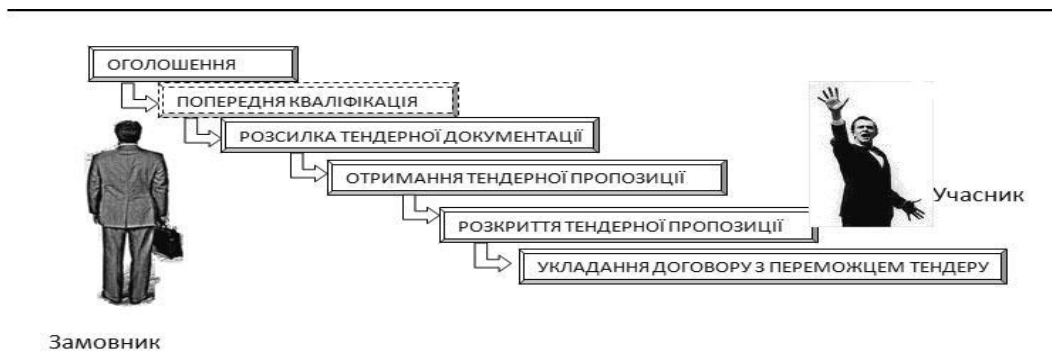 ОГОЛОШЕННЯ
ПОПЕРЕДНЯ КВАЛІФІКАЦІЯ
РОЗСИЛКА ТЕНДЕРНОЇ ДОКУМЕНТАЦІЇ
ОТРИМАННЯ ТЕНДЕРНОЇ ПРОПОЗИЦІЇ
Учасник
РОЗКРИТТЯ ТЕНДЕРНОЇ ПРОПОЗИЦІЇ
УКЛАДАННЯ ДОГОВОРУ З ПЕРЕМОЖЦЕМ ТЕНДЕРУ
Замовник